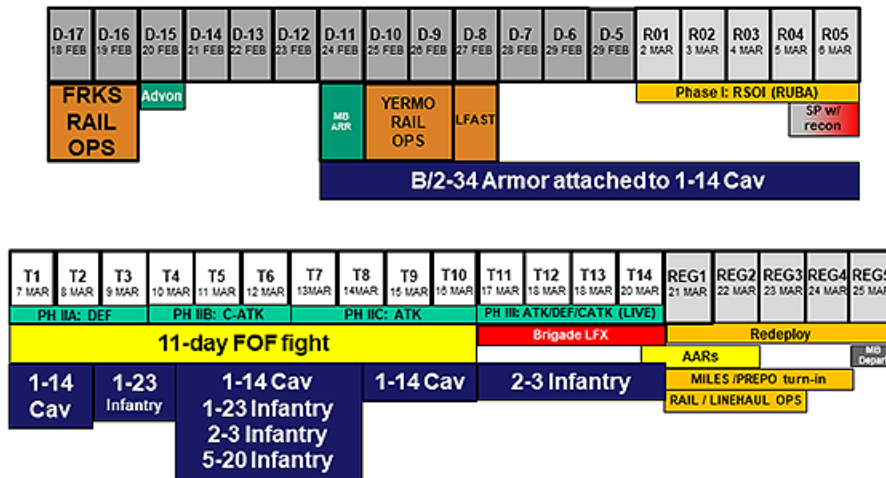 D-17 D-16 D-15 D-14 D-13 D-12 D-11 D-10 D-9 D-8 D-7 D-6 D-5 R01 R02 R03 R04 R05
18 FEB 19 FEB 20 FEB 21 FEB 22 FEB 23 FEB 24 FEB 25 FEB 26 FEB 27 FEB 28 FEB 29 FEB 29 FEB 2 MAR 3 MAR 4 MAR 5 MAR 6 MAR
FRKS
RAIL
OPS
Advon
MB
ARR
YERMO
RAIL
OPS
LFAST
Phase I: RSOI (RUBA)
SP w/
recon
B/2-34 Armor attached to 1-14 Cav
T1 T2 T3 T4 T5 T6 T7 T8 T9 T10 T11 T12 T13 T14 REG1 REG2 REG3 REG4 REG5
7 MAR 8 MAR 9 MAR 10 MAR 11 MAR 12 MAR 13MAR 14MAR 15 MAR 16 MAR 17 MAR 18 MAR 18 MAR 20 MAR 21 MAR 22 MAR 23 MAR 24 MAR 25 MAR
PH IIA: DEF PH IIB: C-ATK PH IIC: ATK PH III: ATK/DEF/CATK (LIVE)
11-day FOF fight
Brigade LFX
Redeploy
AARs
MB
Depart
MILES /PREPO turn-in
RAIL / LINEHAUL OPS
1-14
Cav
1-23
Infantry
1-14 Cav
1-23 Infantry
2-3 Infantry
5-20 Infantry
1-14 Cav
2-3 Infantry